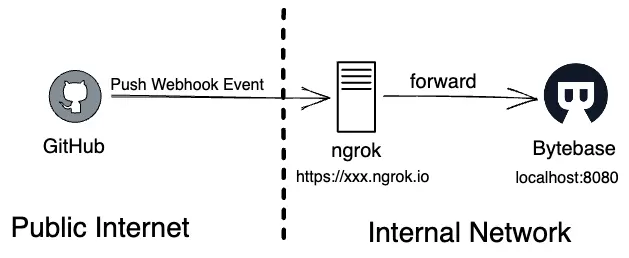 Push Webhook Event
forward
GitHub
ngrok
Bytebase
https://xxx.ngrok.io
localhost:8080
Public Internet
Internal Network